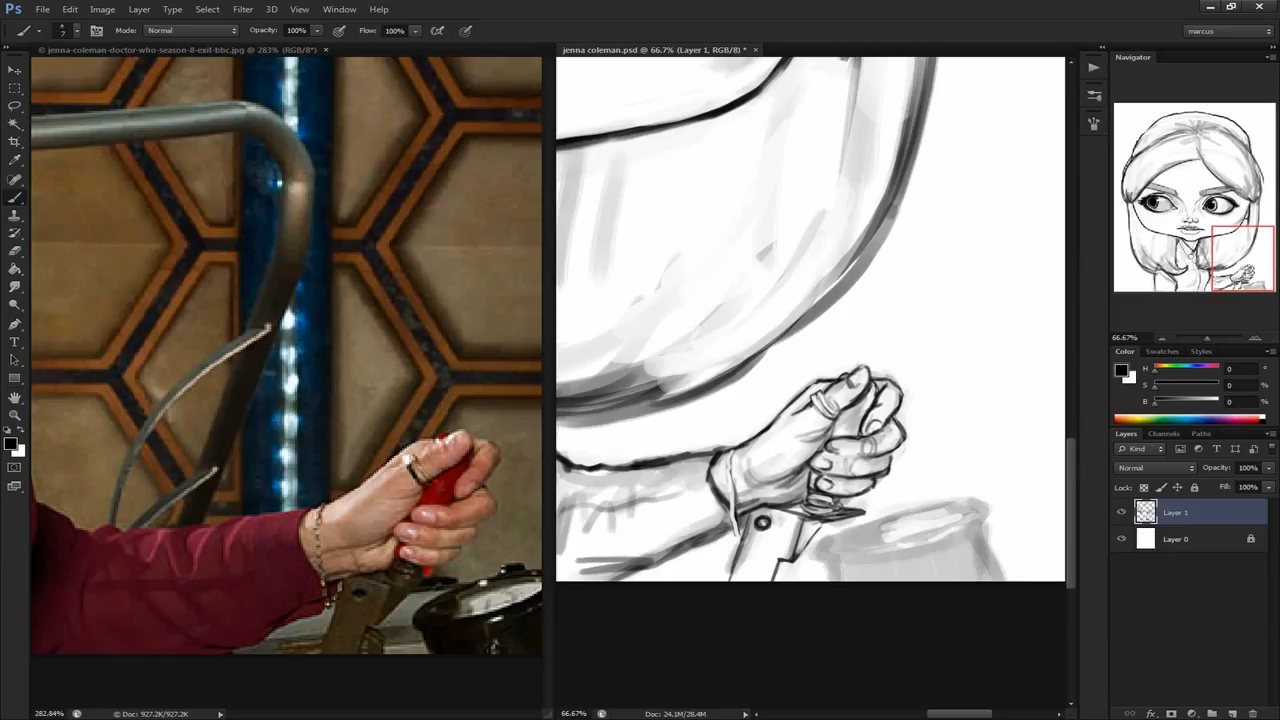 Ps File Edit Image Layer Type Select Filter 3D View Window Help
7 Mode: Normal Opacity: 100% Flow: 100% marcus
© jenna-coleman-doctor-who-season-8-exit-bbc.jpg @ 283% (RGB/8*) ×
jenna coleman.psd @ 66.7% (Layer 1, RGB/8) * ×
Navigator
66.67%
Color Swatches Styles
H 0 °
S 0 %
B 0 %
Layers Channels Paths
Kind
Normal Opacity: 100%
Lock: Fill: 100%
Layer 1
Layer 0
282.84% © Doc: 927.2K/927.2K
66.67% Doc: 24.1M/28.4M